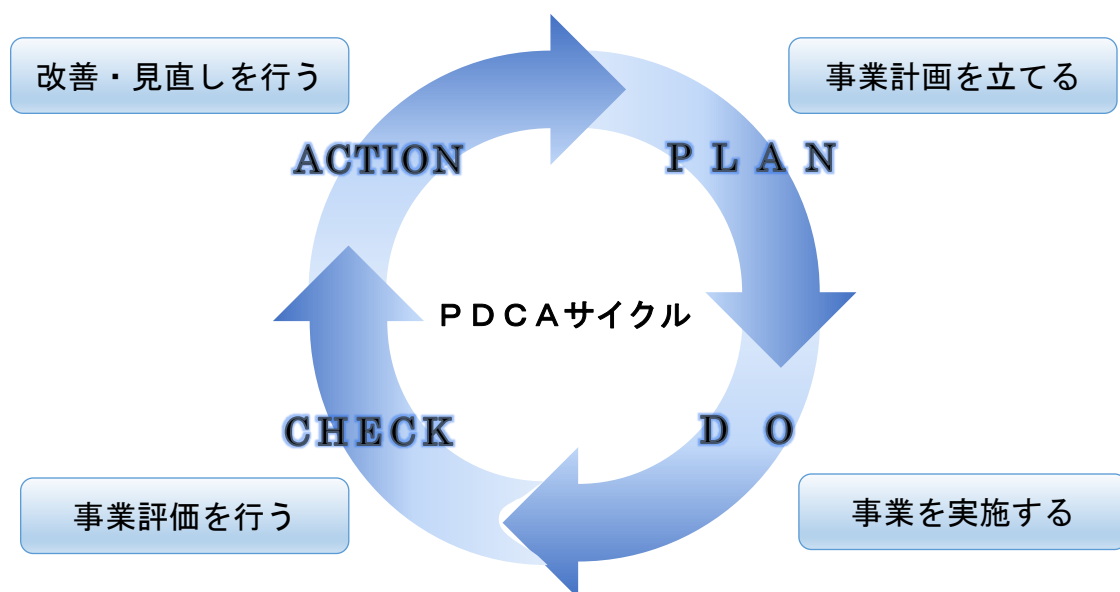 改善・見直しを行う
事業計画を立てる
ACTION
PLAN
PDCAサイクル
CHECK
DO
事業評価を行う
事業を実施する